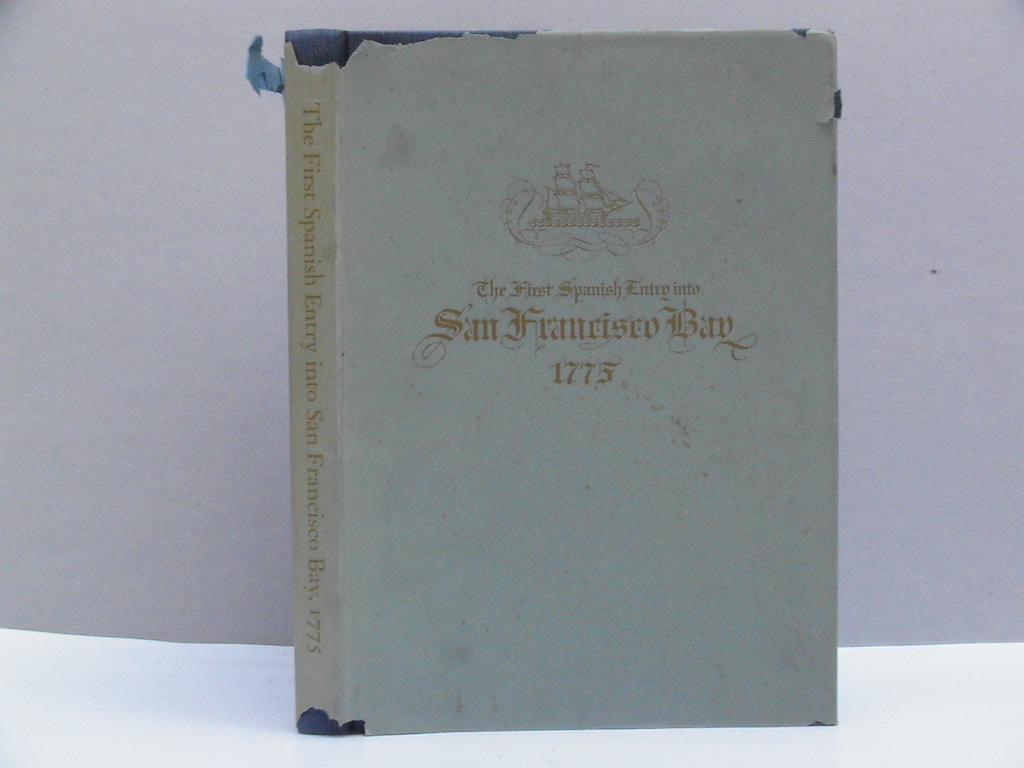 The First Spanish Entry into San Francisco Bay, 1775
The First Spanish Entry into
San Francisco Bay
1775